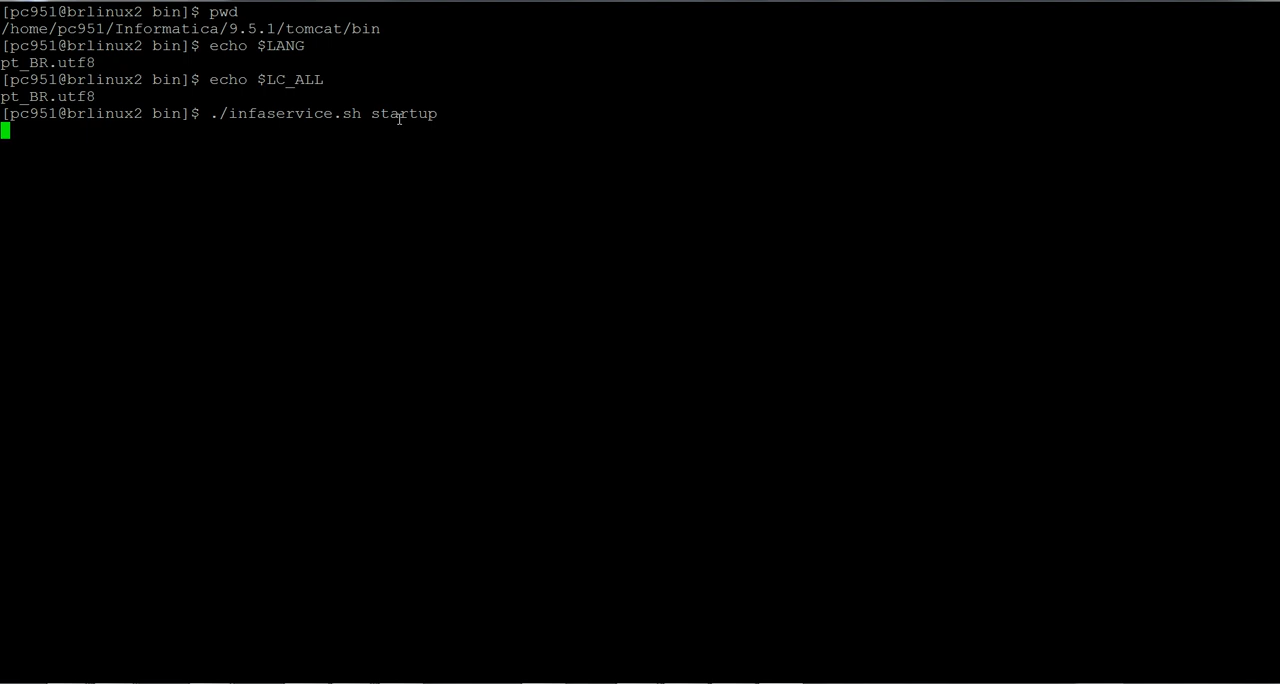 [pc951@brlinux2 bin]$ pwd
/home/pc951/Informatica/9.5.1/tomcat/bin
[pc951@brlinux2 bin]$ echo $LANG
pt_BR.utf8
[pc951@brlinux2 bin]$ echo $LC_ALL
pt_BR.utf8
[pc951@brlinux2 bin]$ ./infaservice.sh startup